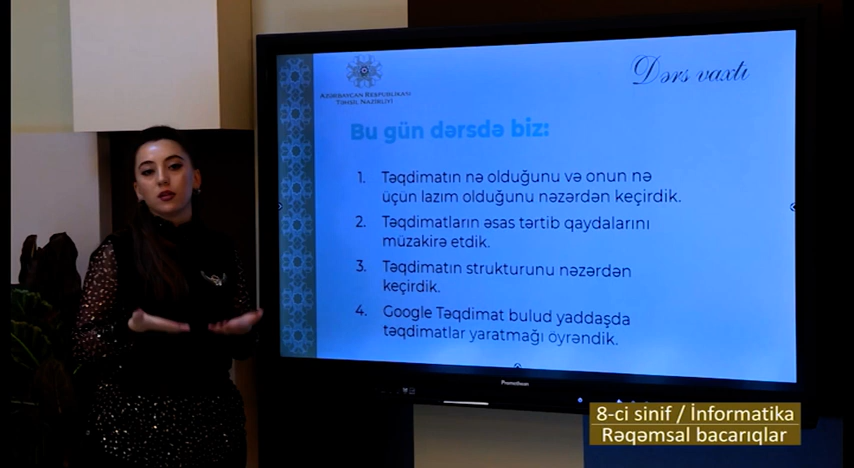 Dərs vaxtı
AZƏRBAYCAN RESPUBLİKASI
TƏHSİL NAZİRLİYİ
Bu gün dərsdə biz:
1. Təqdimatın nə olduğunu və onun nə
üçün lazım olduğunu nəzərdən keçirdik.
2. Təqdimatların əsas tərtib qaydalarını
müzakirə etdik.
3. Təqdimatın strukturunu nəzərdən
keçirdik.
4. Google Təqdimat bulud yaddaşda
təqdimatlar yaratmağı öyrəndik.
Promethean
8-ci sinif / İnformatika
Rəqəmsal bacarıqlar